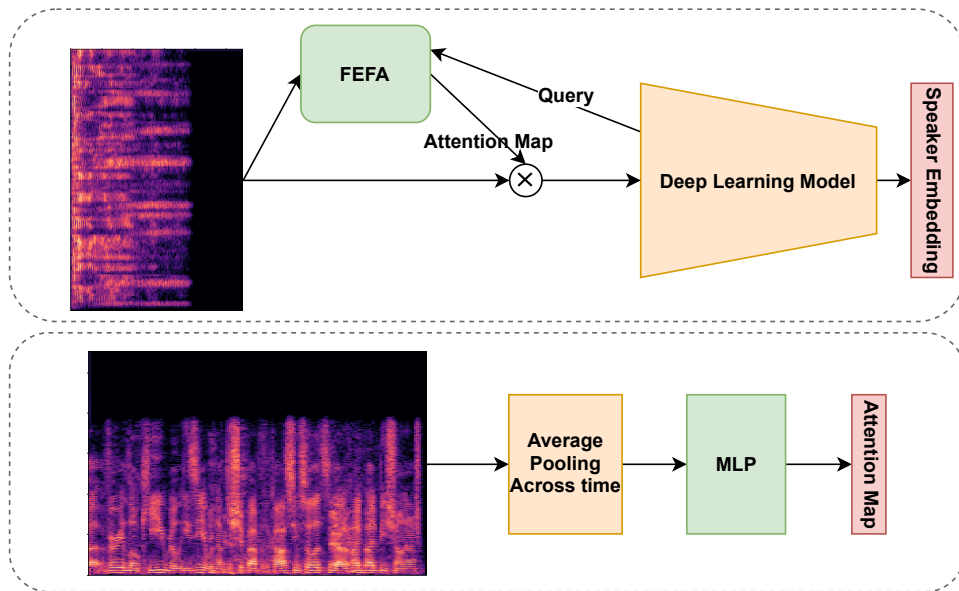 FEFA
Query
Attention Map
Deep Learning Model
Speaker Embedding
Average
Pooling
Across time
MLP
Attention Map